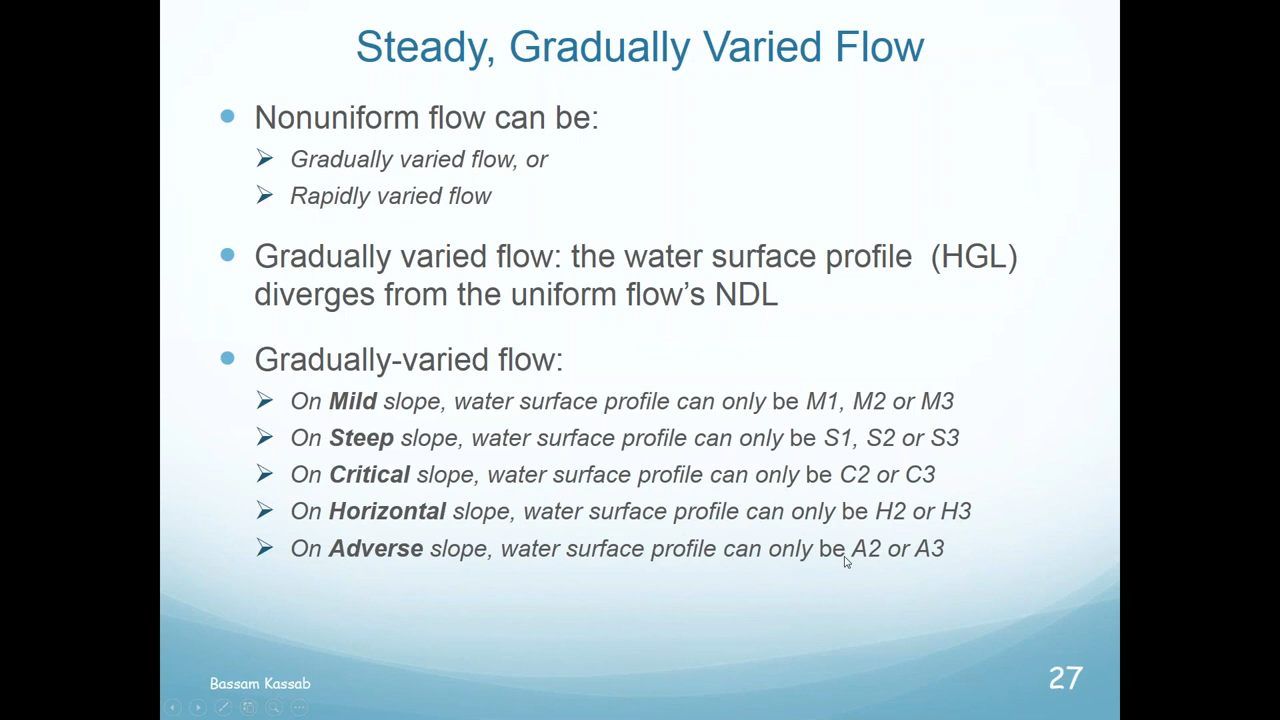 Steady, Gradually Varied Flow
Nonuniform flow can be:
Gradually varied flow, or
Rapidly varied flow
Gradually varied flow: the water surface profile (HGL)
diverges from the uniform flow’s NDL
Gradually-varied flow:
On Mild slope, water surface profile can only be M1, M2 or M3
On Steep slope, water surface profile can only be S1, S2 or S3
On Critical slope, water surface profile can only be C2 or C3
On Horizontal slope, water surface profile can only be H2 or H3
On Adverse slope, water surface profile can only be A2 or A3
Bassam Kassab
27